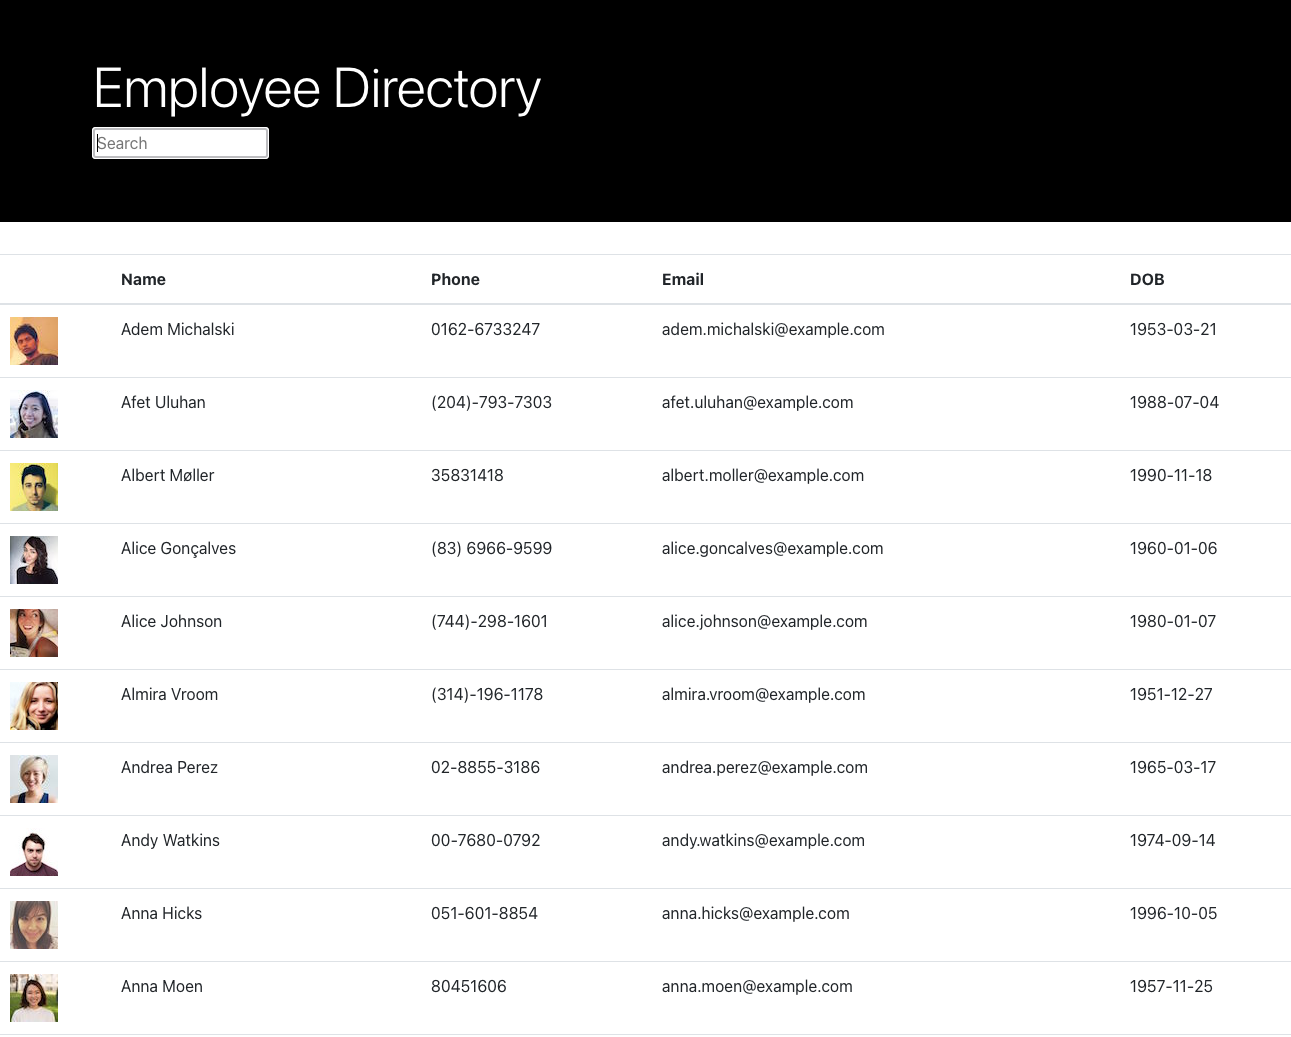 Employee Directory
Search
Name Phone Email DOB
Adem Michalski 0162-6733247 adem.michalski@example.com 1953-03-21
Afet Uluhan (204)-793-7303 afet.uluhan@example.com 1988-07-04
Albert Møller 35831418 albert.moller@example.com 1990-11-18
Alice Gonçalves (83) 6966-9599 alice.goncalves@example.com 1960-01-06
Alice Johnson (744)-298-1601 alice.johnson@example.com 1980-01-07
Almira Vroom (314)-196-1178 almira.vroom@example.com 1951-12-27
Andrea Perez 02-8855-3186 andrea.perez@example.com 1965-03-17
Andy Watkins 00-7680-0792 andy.watkins@example.com 1974-09-14
Anna Hicks 051-601-8854 anna.hicks@example.com 1996-10-05
Anna Moen 80451606 anna.moen@example.com 1957-11-25